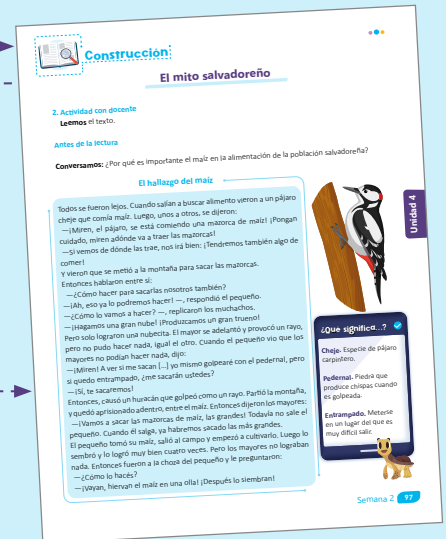 Construcción
El mito salvadoreño
2. Actividad con docente
Leemos el texto.
Antes de la lectura
Conversamos: ¿Por qué es importante el maíz en la alimentación de la población salvadoreña?
El hallazgo del maíz
Todos se fueron lejos. Cuando salían a buscar alimento vieron a un pájaro
cheje que comía maíz. Luego, unos a otros, se dijeron:
—¡Miren, el pájaro, se está comiendo una mazorca de maíz! ¡Pongan
cuidado, miren adónde va a traer las mazorcas!
—Si vemos de dónde las trae, nos irá bien: ¡Tendremos también algo de
comer!
Y vieron que se metió a la montaña para sacar las mazorcas.
Entonces hablaron entre sí:
—¿Cómo hacer para sacarlas nosotros también?
—¡Ah, eso ya lo podremos hacer! —, respondió el pequeño.
—¿Cómo lo vamos a hacer? —, replicaron los muchachos.
—¡Hagamos una gran nube! ¡Produzcamos un gran trueno!
Pero solo lograron una nubecita. El mayor se adelantó y provocó un rayo,
pero no pudo hacer nada, igual el otro. Cuando el pequeño vio que los
mayores no podían hacer nada, dijo:
—¡Miren! A ver si me sacan [...] yo mismo golpearé con el pedernal, pero
si quedo entrampado, ¿me sacarán ustedes?
—¡Sí, te sacaremos!
Entonces, causó un huracán que golpeó como un rayo. Partió la montaña,
y quedó aprisionado adentro, entre el maíz. Entonces dijeron los mayores:
—¡Vamos a sacar las mazorcas de maíz, las grandes! Todavía no sale el
pequeño. Cuando él salga, ya habremos sacado las más grandes.
El pequeño tomó su maíz, salió al campo y empezó a cultivarlo. Luego lo
sembró y lo logró muy bien cuatro veces. Pero los mayores no lograban
nada. Entonces fueron a la choza del pequeño y le preguntaron:
—¿Cómo lo hacés?
—¡Vayan, hiervan el maíz en una olla! ¡Después lo siembran!
Unidad 4
¿Qué significa...?
Cheje. Especie de pájaro
carpintero.
Pedernal. Piedra que
produce chispas cuando
es golpeada.
Entrampado. Meterse
en un lugar del que es
muy difícil salir.
Semana 2 97